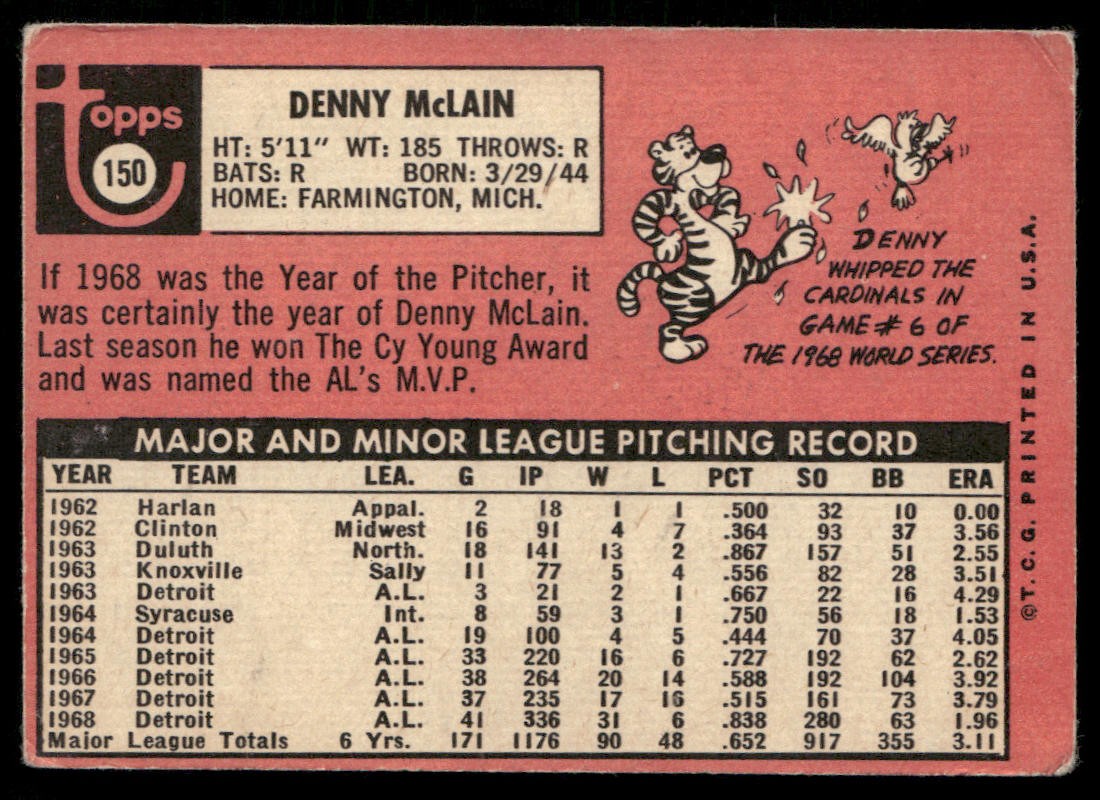 topps
150
DENNY McLAIN
HT: 5'11" WT: 185 THROWS: R
BATS: R BORN: 3/29/44
HOME: FARMINGTON, MICH.
If 1968 was the Year of the Pitcher, it
was certainly the year of Denny McLain.
Last season he won The Cy Young Award
and was named the AL's M.V.P.
DENNY
WHIPPED THE
CARDINALS IN
GAME # 6 OF
THE 1968 WORLD SERIES.
MAJOR AND MINOR LEAGUE PITCHING RECORD
YEAR TEAM LEA. G IP W L PCT SO BB ERA
1962 Harlan Appal. 2 18 1 1 .500 32 10 0.00
1962 Clinton Midwest 16 91 4 7 .364 93 37 3.56
1963 Duluth North. 18 141 13 2 .867 157 51 2.55
1963 Knoxville Sally 11 77 5 4 .556 82 28 3.51
1963 Detroit A.L. 3 21 2 1 .667 22 16 4.29
1964 Syracuse Int. 8 59 3 1 .750 56 18 1.53
1964 Detroit A.L. 19 100 4 5 .444 70 37 4.05
1965 Detroit A.L. 33 220 16 6 .727 192 62 2.62
1966 Detroit A.L. 38 264 20 14 .588 192 104 3.92
1967 Detroit A.L. 37 235 17 16 .515 161 73 3.79
1968 Detroit A.L. 41 336 31 6 .838 280 63 1.96
Major League Totals 6 Yrs. 171 1176 90 48 .652 917 355 3.11
©T.C.G. PRINTED IN U.S.A.